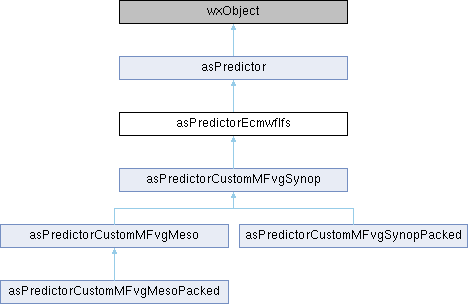 wxObject
asPredictor
asPredictorEcmwfIfs
asPredictorCustomMFvgSynop
asPredictorCustomMFvgMeso
asPredictorCustomMFvgSynopPacked
asPredictorCustomMFvgMesoPacked